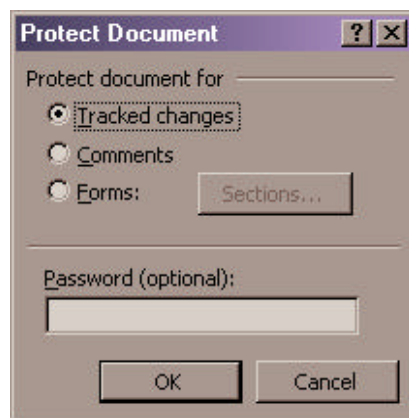 Protect Document
Protect document for
Tracked changes
Comments
Forms:
Sections...
Password (optional):
OK
Cancel